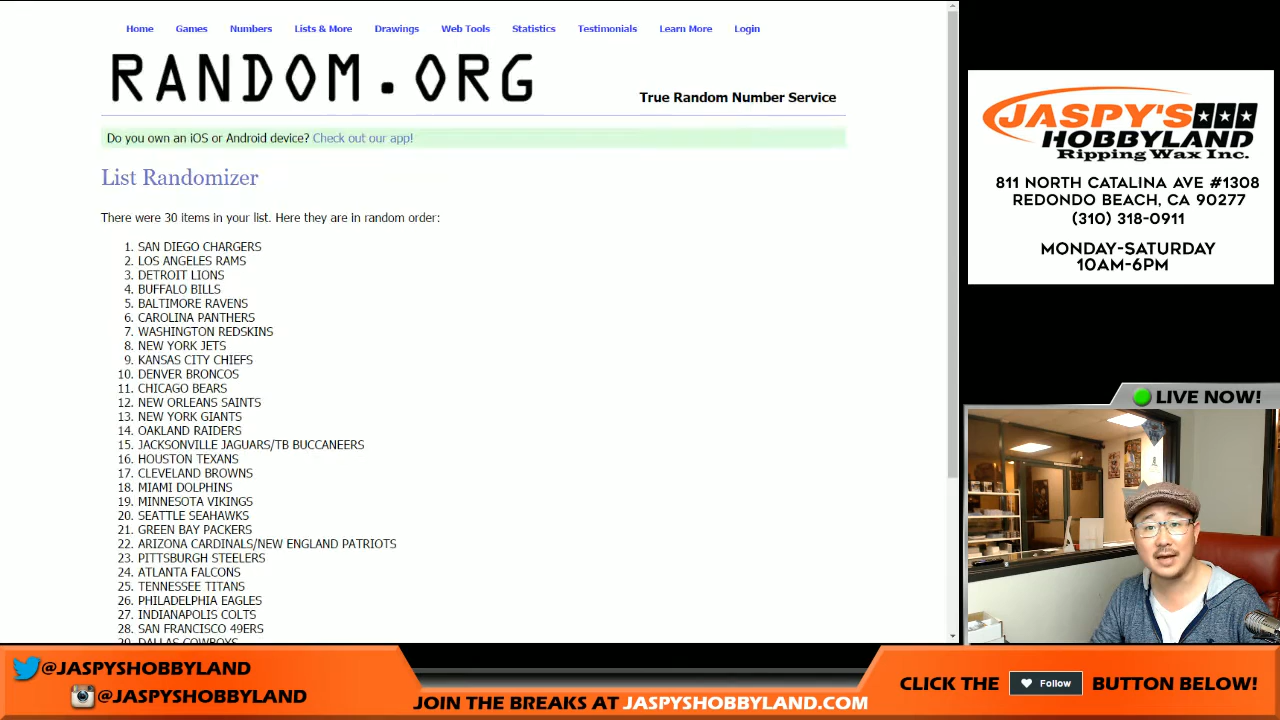 Home Games Numbers Lists & More Drawings Web Tools Statistics Testimonials Learn More Login
RANDOM.ORG
True Random Number Service
Do you own an iOS or Android device? Check out our app!
List Randomizer
There were 30 items in your list. Here they are in random order:
1. SAN DIEGO CHARGERS
2. LOS ANGELES RAMS
3. DETROIT LIONS
4. BUFFALO BILLS
5. BALTIMORE RAVENS
6. CAROLINA PANTHERS
7. WASHINGTON REDSKINS
8. NEW YORK JETS
9. KANSAS CITY CHIEFS
10. DENVER BRONCOS
11. CHICAGO BEARS
12. NEW ORLEANS SAINTS
13. NEW YORK GIANTS
14. OAKLAND RAIDERS
15. JACKSONVILLE JAGUARS/TB BUCCANEERS
16. HOUSTON TEXANS
17. CLEVELAND BROWNS
18. MIAMI DOLPHINS
19. MINNESOTA VIKINGS
20. SEATTLE SEAHAWKS
21. GREEN BAY PACKERS
22. ARIZONA CARDINALS/NEW ENGLAND PATRIOTS
23. PITTSBURGH STEELERS
24. ATLANTA FALCONS
25. TENNESSEE TITANS
26. PHILADELPHIA EAGLES
27. INDIANAPOLIS COLTS
28. SAN FRANCISCO 49ERS
29. DALLAS COWBOYS
JASPY'S
HOBBYLAND
Ripping Wax Inc.
811 NORTH CATALINA AVE #1308
REDONDO BEACH, CA 90277
(310) 318-0911
MONDAY-SATURDAY
10AM-6PM
LIVE NOW!
@JASPYSHOBBYLAND
@JASPYSHOBBYLAND
JOIN THE BREAKS AT JASPYSHOBBYLAND.COM
CLICK THE Follow BUTTON BELOW!